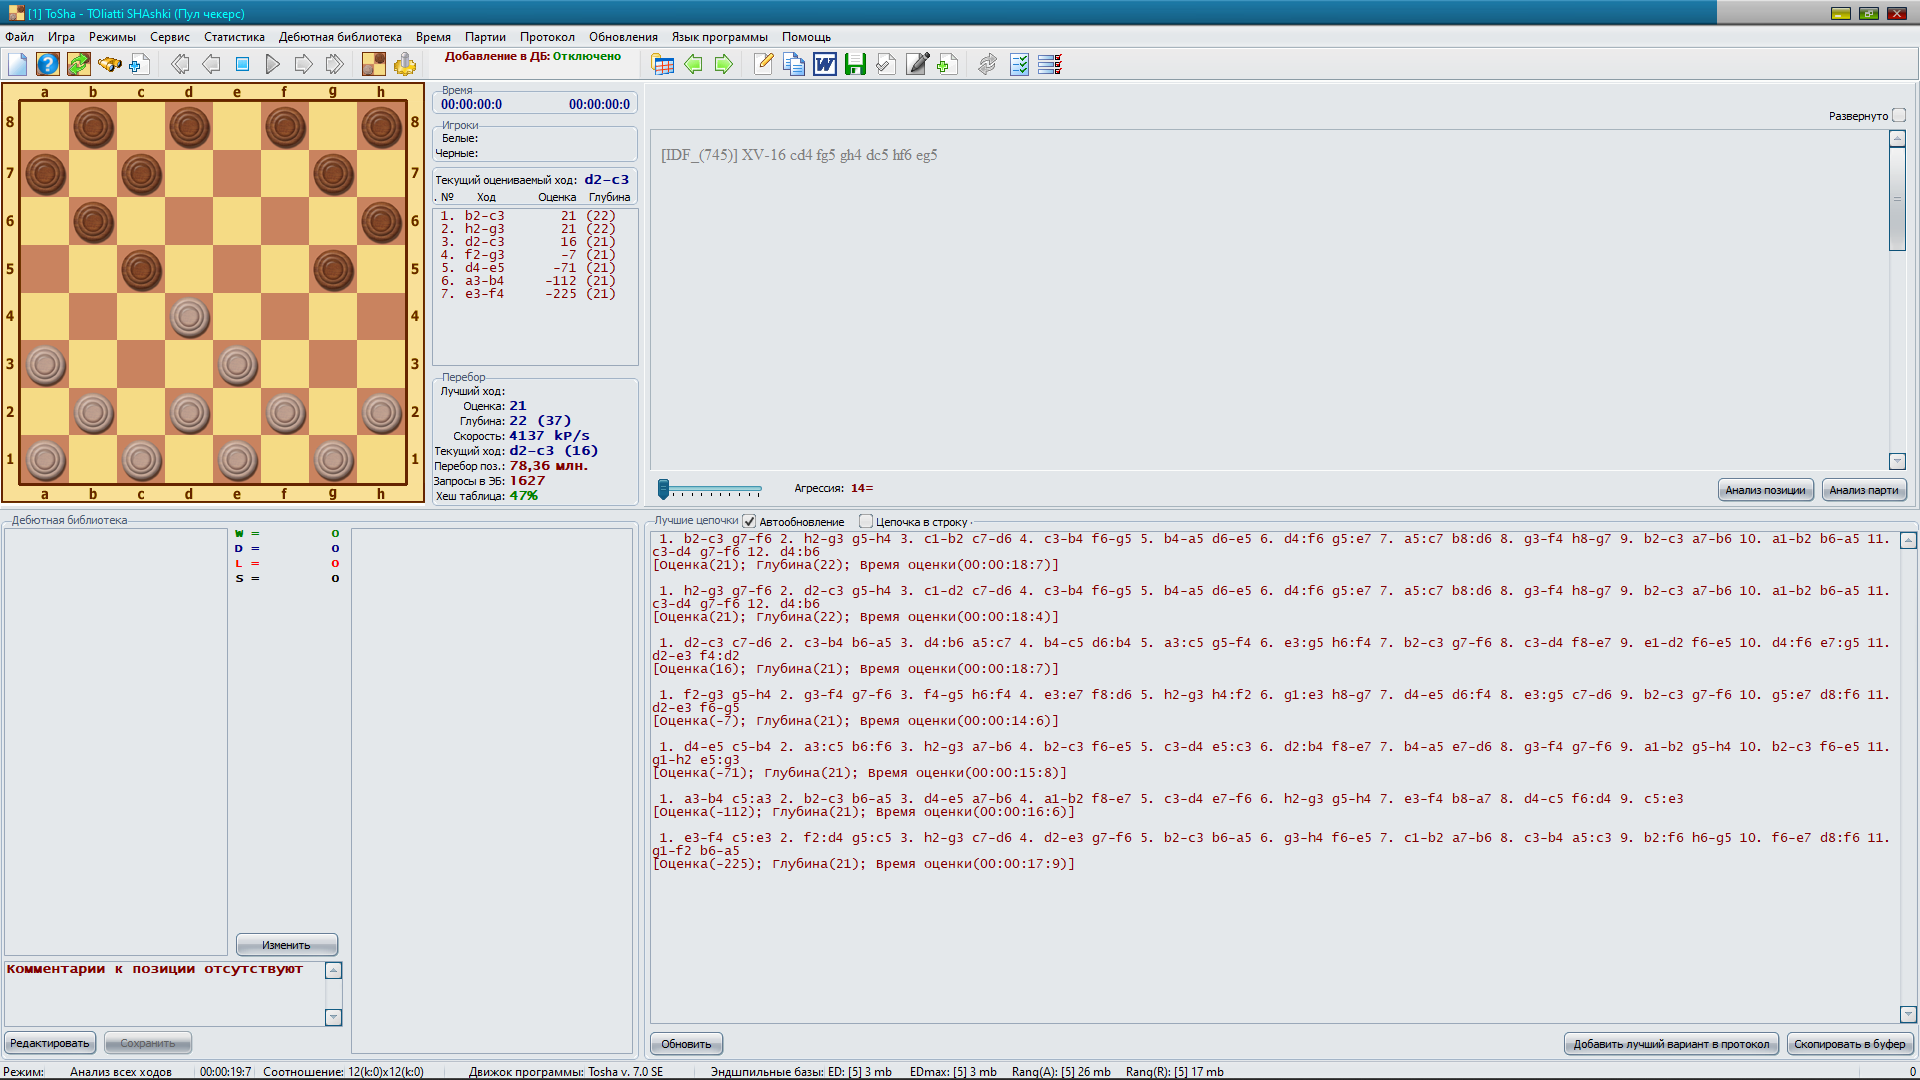 [1] ToSha - TOliatti SHAshki (Пул чекерс)
Файл Игра Режимы Сервис Статистика Дебютная библиотека Время Партии Протокол Обновления Язык программы Помощь
Добавление в ДБ: Отключено
a b c d e f g h
8 8
7 7
6 6
5 5
4 4
3 3
2 2
1 1
a b c d e f g h
Время
00:00:00:0 00:00:00:0
Игроки
Белые:
Черные:
Текущий оцениваемый ход: d2-c3
. № Ход Оценка Глубина
1. b2-c3 21 (22)
2. h2-g3 21 (22)
3. d2-c3 16 (21)
4. f2-g3 -7 (21)
5. d4-e5 -71 (21)
6. a3-b4 -112 (21)
7. e3-f4 -225 (21)
Перебор
Лучший ход:
Оценка: 21
Глубина: 22 (37)
Скорость: 4137 kP/s
Текущий ход: d2-c3 (16)
Перебор поз.: 78,36 млн.
Запросы в ЭБ: 1627
Хеш таблица: 47%
Развернуто
[IDF_(745)] XV-16 cd4 fg5 gh4 dc5 hf6 eg5
Агрессия: 14=
Анализ позиции Анализ парти
Дебютная библиотека
W = 0
D = 0
L = 0
S = 0
Изменить
Комментарии к позиции отсутствуют
Редактировать Сохранить
Лучшие цепочки Автообновление Цепочка в строку
1. b2-c3 g7-f6 2. h2-g3 g5-h4 3. c1-b2 c7-d6 4. c3-b4 f6-g5 5. b4-a5 d6-e5 6. d4:f6 g5:e7 7. a5:c7 b8:d6 8. g3-f4 h8-g7 9. b2-c3 a7-b6 10. a1-b2 b6-a5 11.
c3-d4 g7-f6 12. d4:b6
[Оценка(21); Глубина(22); Время оценки(00:00:18:7)]
1. h2-g3 g7-f6 2. d2-c3 g5-h4 3. c1-d2 c7-d6 4. c3-b4 f6-g5 5. b4-a5 d6-e5 6. d4:f6 g5:e7 7. a5:c7 b8:d6 8. g3-f4 h8-g7 9. b2-c3 a7-b6 10. a1-b2 b6-a5 11.
c3-d4 g7-f6 12. d4:b6
[Оценка(21); Глубина(22); Время оценки(00:00:18:4)]
1. d2-c3 c7-d6 2. c3-b4 b6-a5 3. d4:b6 a5:c7 4. b4-c5 d6:b4 5. a3:c5 g5-f4 6. e3:g5 h6:f4 7. b2-c3 g7-f6 8. c3-d4 f8-e7 9. e1-d2 f6-e5 10. d4:f6 e7:g5 11.
d2-e3 f4:d2
[Оценка(16); Глубина(21); Время оценки(00:00:18:7)]
1. f2-g3 g5-h4 2. g3-f4 g7-f6 3. f4-g5 h6:f4 4. e3:e7 f8:d6 5. h2-g3 h4:f2 6. g1:e3 h8-g7 7. d4-e5 d6:f4 8. e3:g5 c7-d6 9. b2-c3 g7-f6 10. g5:e7 d8:f6 11.
d2-e3 f6-g5
[Оценка(-7); Глубина(21); Время оценки(00:00:14:6)]
1. d4-e5 c5-b4 2. a3:c5 b6:f6 3. h2-g3 a7-b6 4. b2-c3 f6-e5 5. c3-d4 e5:c3 6. d2:b4 f8-e7 7. b4-a5 e7-d6 8. g3-f4 g7-f6 9. a1-b2 g5-h4 10. b2-c3 f6-e5 11.
g1-h2 e5:g3
[Оценка(-71); Глубина(21); Время оценки(00:00:15:8)]
1. a3-b4 c5:a3 2. b2-c3 b6-a5 3. d4-e5 a7-b6 4. a1-b2 f8-e7 5. c3-d4 e7-f6 6. h2-g3 g5-h4 7. e3-f4 b8-a7 8. d4-c5 f6:d4 9. c5:e3
[Оценка(-112); Глубина(21); Время оценки(00:00:16:6)]
1. e3-f4 c5:e3 2. f2:d4 g5:c5 3. h2-g3 c7-d6 4. d2-e3 g7-f6 5. b2-c3 b6-a5 6. g3-h4 f6-e5 7. c1-b2 a7-b6 8. c3-b4 a5:c3 9. b2:f6 h6-g5 10. f6-e7 d8:f6 11.
g1-f2 b6-a5
[Оценка(-225); Глубина(21); Время оценки(00:00:17:9)]
Обновить Добавить лучший вариант в протокол Скопировать в буфер
Режим: Анализ всех ходов 00:00:19:7 Соотношение: 12(k:0)x12(k:0) Движок программы: Tosha v. 7.0 SE Эндшпильные базы: ED: [5] 3 mb EDmax: [5] 3 mb Rang(A): [5] 26 mb Rang(R): [5] 17 mb 0